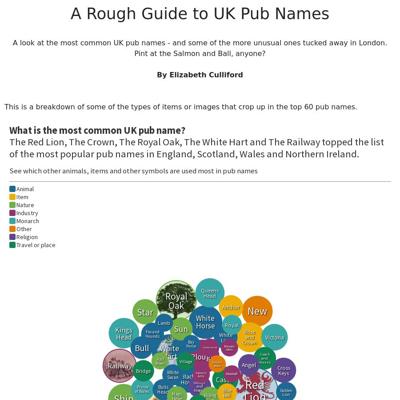 A Rough Guide to UK Pub Names
A look at the most common UK pub names - and some of the more unusual ones tucked away in London.
Pint at the Salmon and Ball, anyone?
By Elizabeth Culliford
This is a breakdown of some of the types of items or images that crop up in the top 60 pub names.
What is the most common UK pub name?
The Red Lion, The Crown, The Royal Oak, The White Hart and The Railway topped the list
of the most popular pub names in England, Scotland, Wales and Northern Ireland.
See which other animals, items and other symbols are used most in pub names
Animal
Item
Nature
Industry
Monarch
Other
Religion
Travel or place
Queens
Head
Royal
Oak
Anchor
New
Star
Lamb
White
Horse
Royal
Rose
and
Crown
Kings
Head
Sun
Victoria
Bull
Village
Railway
Bridge
Angel
Cross
Keys
White
Swan
Red
Lion
Ship